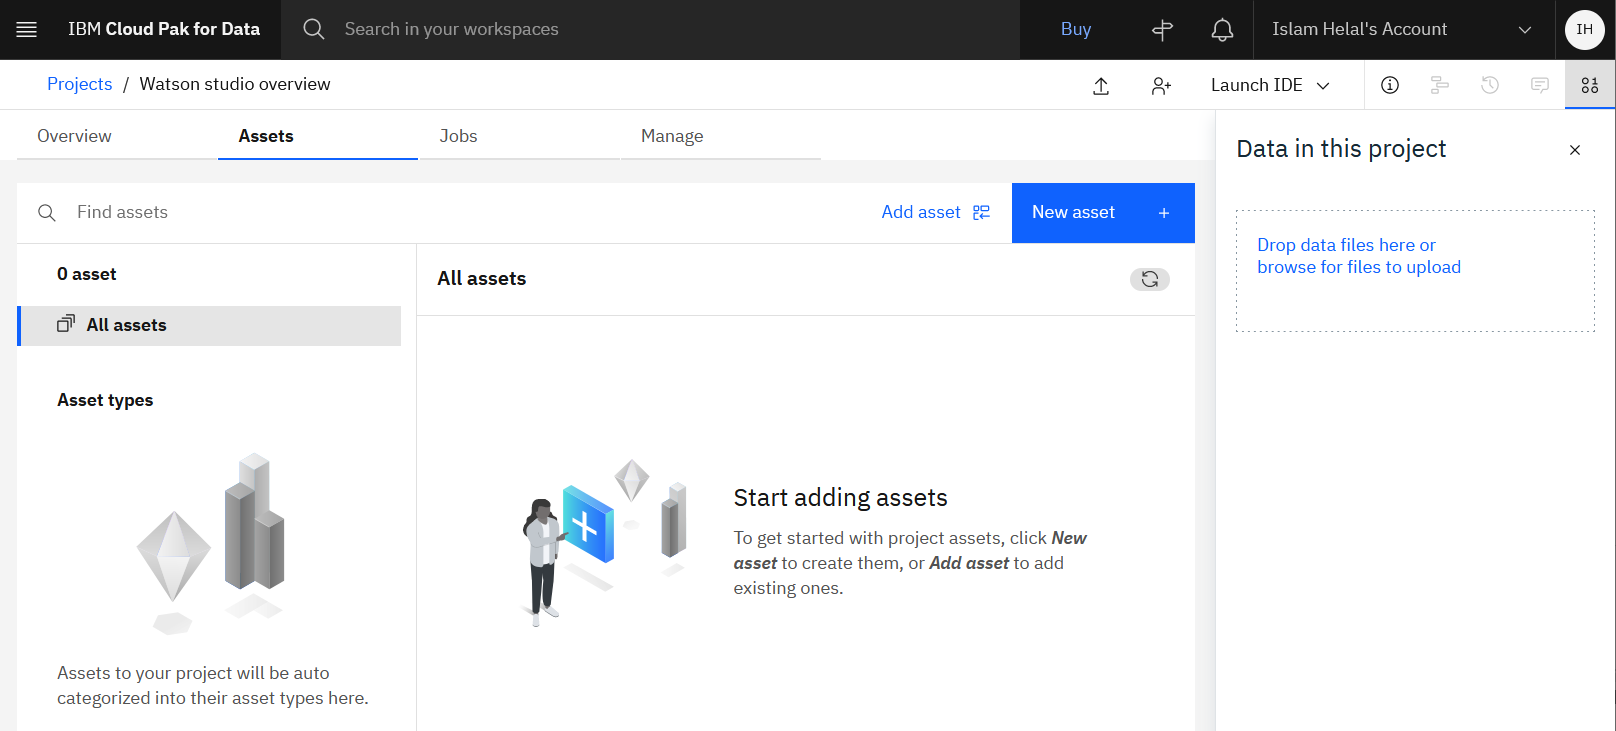 IBM Cloud Pak for Data
Search in your workspaces
Buy
Islam Helal's Account
IH
Projects / Watson studio overview
Launch IDE
Overview
Assets
Jobs
Manage
Find assets
Add asset
New asset +
0 asset
All assets
Asset types
Assets to your project will be auto
categorized into their asset types here.
All assets
Start adding assets
To get started with project assets, click New
asset to create them, or Add asset to add
existing ones.
Data in this project
Drop data files here or
browse for files to upload